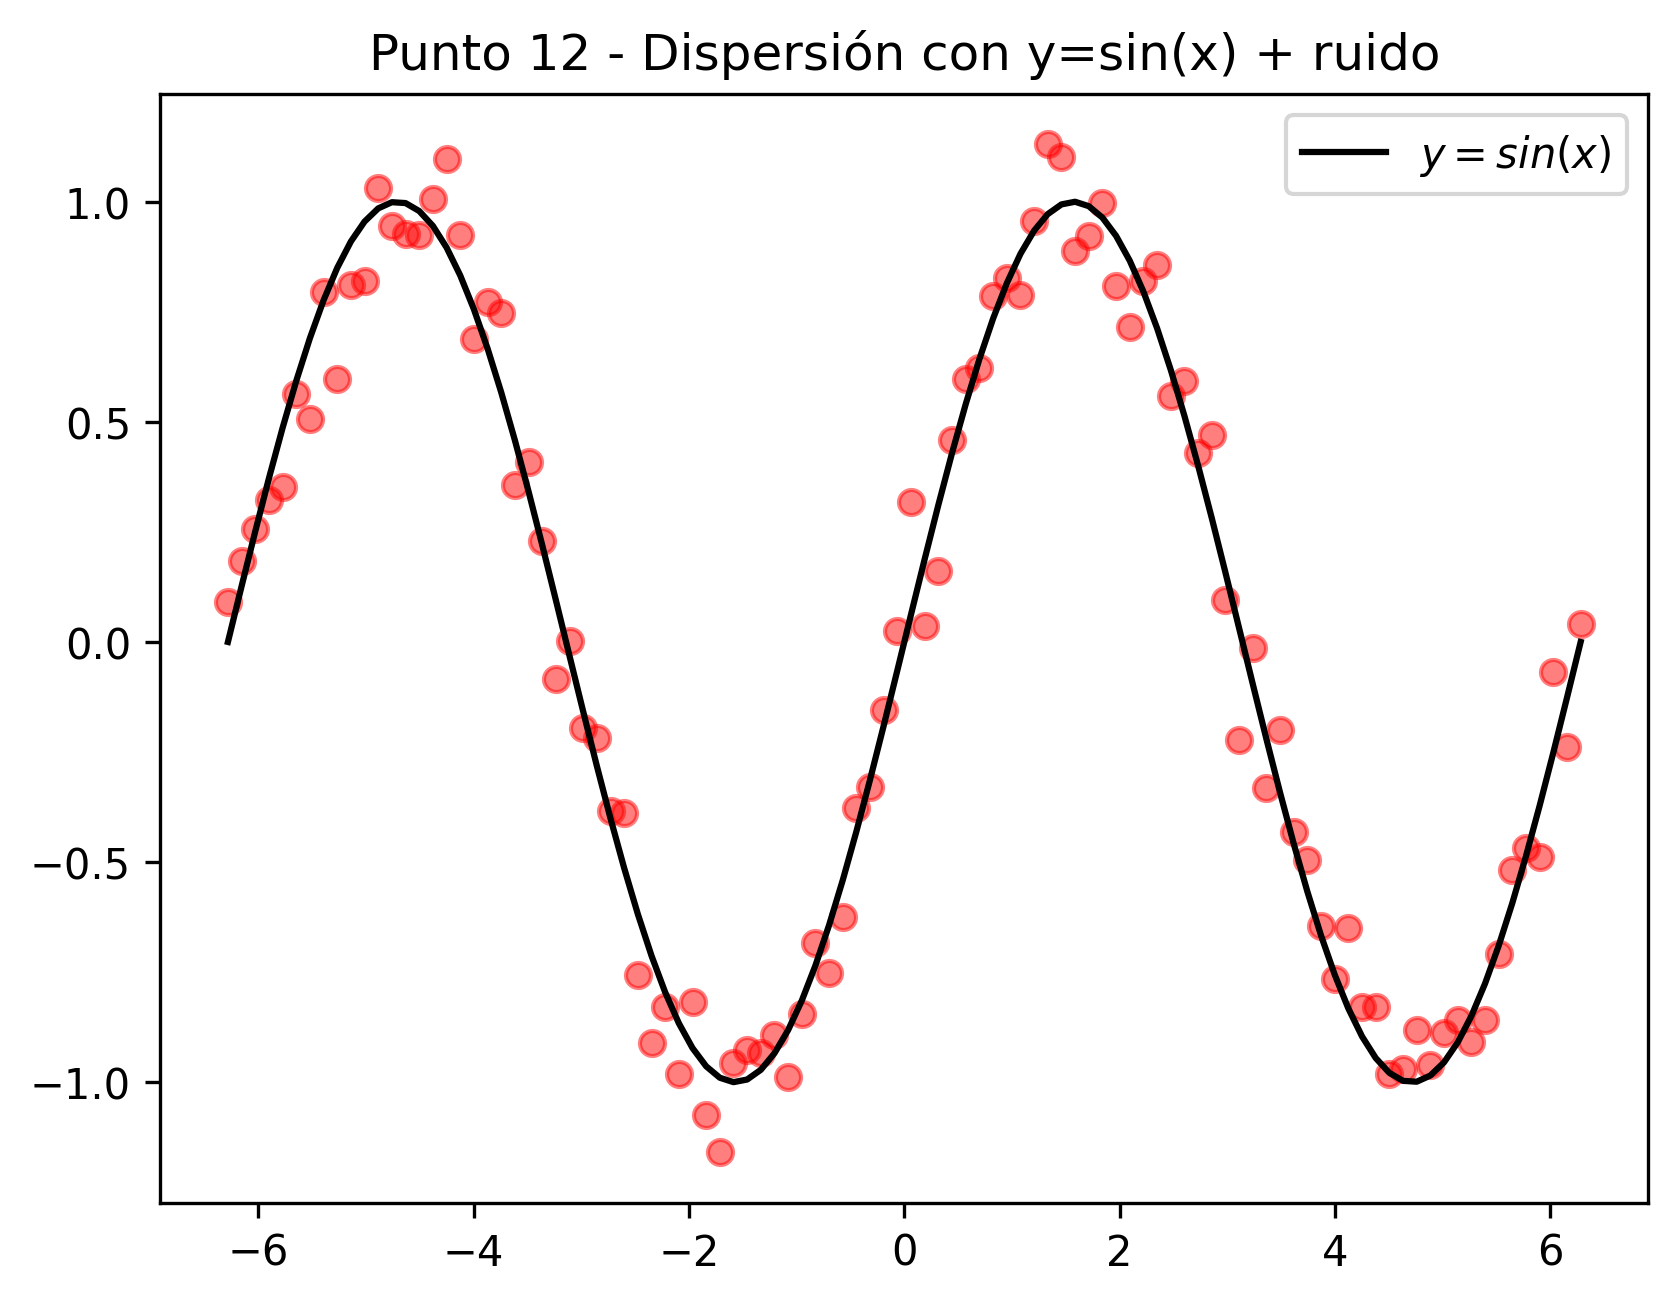 Punto 12 - Dispersión con y=sin(x) + ruido
y = sin(x)
1.0
0.5
0.0
−0.5
−1.0
−6 −4 −2 0 2 4 6